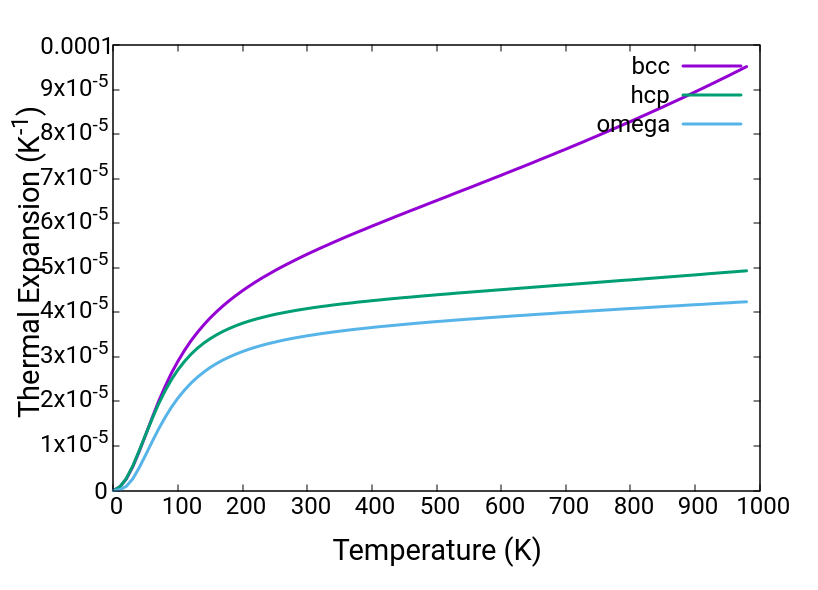 0.0001
9x10⁻⁵
8x10⁻⁵
7x10⁻⁵
6x10⁻⁵
5x10⁻⁵
4x10⁻⁵
3x10⁻⁵
2x10⁻⁵
1x10⁻⁵
0
Thermal Expansion (K⁻¹)
bcc
hcp
omega
0 100 200 300 400 500 600 700 800 900 1000
Temperature (K)